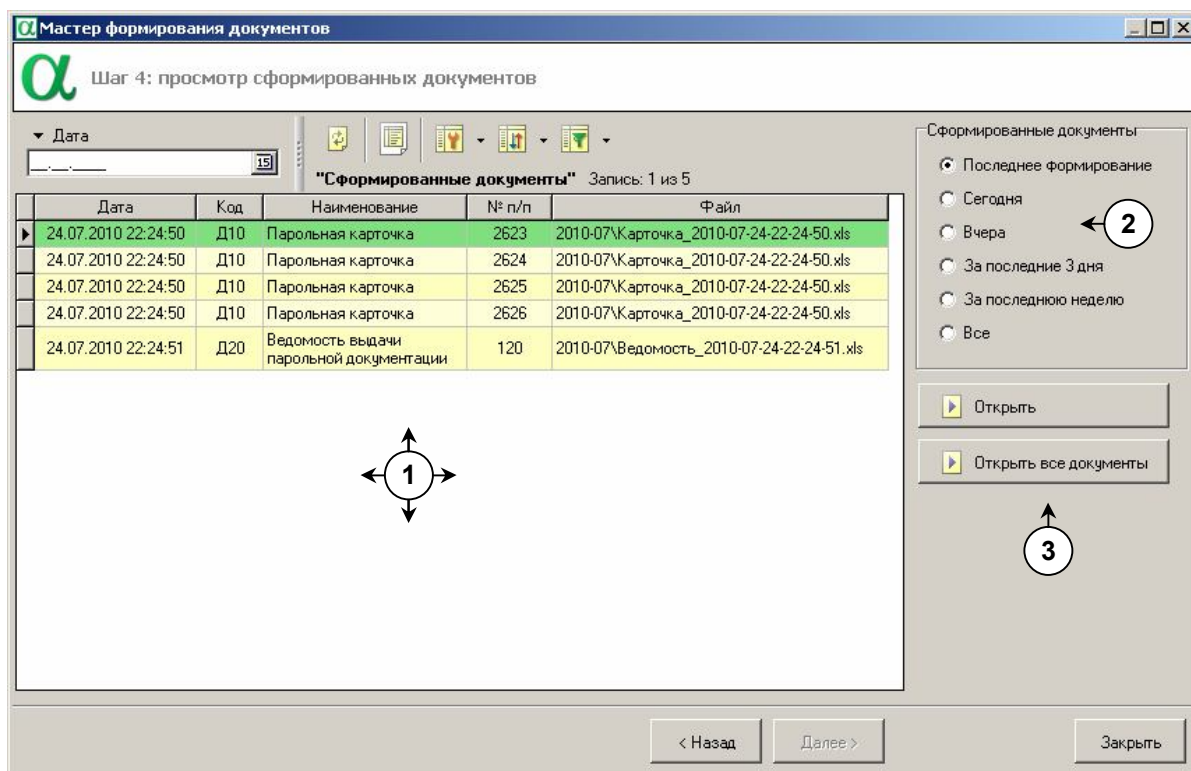 Мастер формирования документов
Шаг 4: просмотр сформированных документов
Дата
__.__.____
15
"Сформированные документы" Запись: 1 из 5
Дата Код Наименование № п/п Файл
24.07.2010 22:24:50 Д10 Парольная карточка 2623 2010-07\Карточка_2010-07-24-22-24-50.xls
24.07.2010 22:24:50 Д10 Парольная карточка 2624 2010-07\Карточка_2010-07-24-22-24-50.xls
24.07.2010 22:24:50 Д10 Парольная карточка 2625 2010-07\Карточка_2010-07-24-22-24-50.xls
24.07.2010 22:24:50 Д10 Парольная карточка 2626 2010-07\Карточка_2010-07-24-22-24-50.xls
24.07.2010 22:24:51 Д20 Ведомость выдачи
парольной документации 120 2010-07\Ведомость_2010-07-24-22-24-51.xls
1
Сформированные документы
Последнее формирование
Сегодня
Вчера
2
За последние 3 дня
За последнюю неделю
Все
Открыть
Открыть все документы
3
< Назад
Далее >
Закрыть